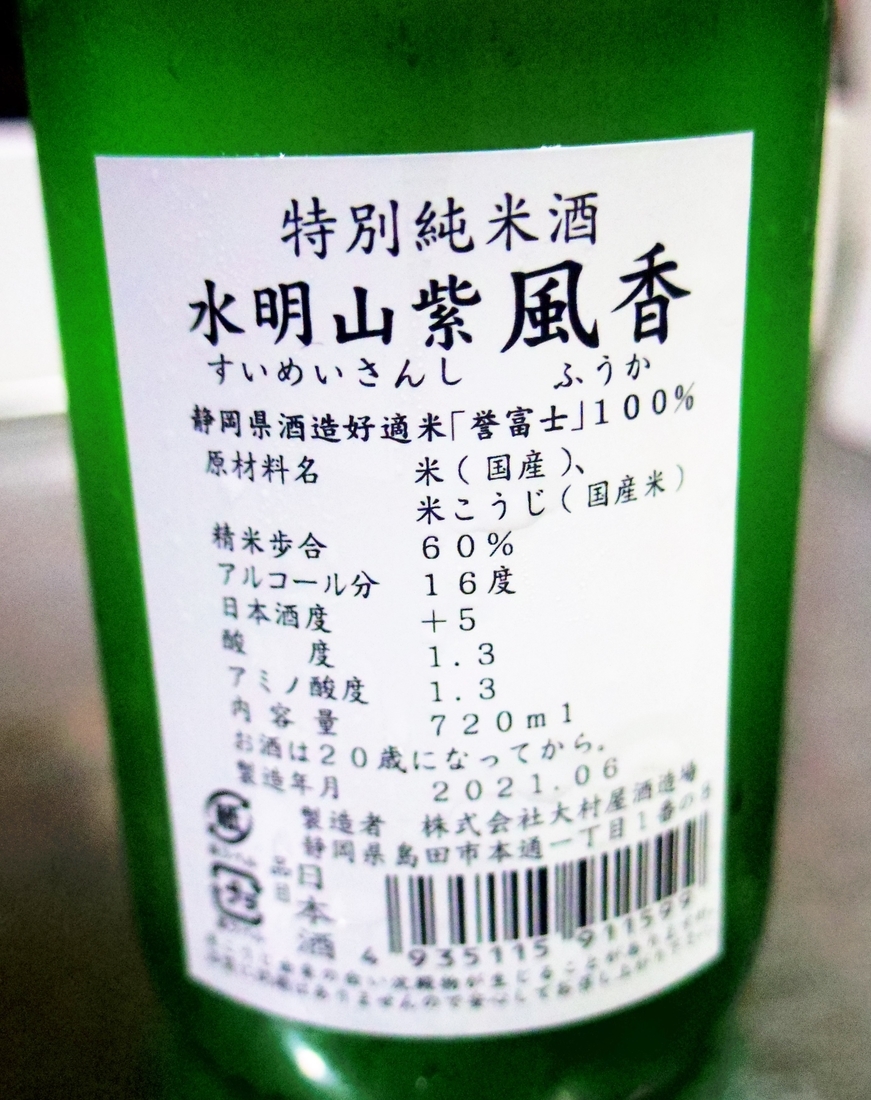 特別純米酒
水明山紫 風香
すいめいさんし ふうか
静岡県酒造好適米「誉富士」100%
原材料名 米(国産)、
米こうじ(国産米)
精米歩合 60%
アルコール分 16度
日本酒度 +5
酸度 1.3
アミノ酸度 1.3
内容量 720ml
お酒は20歳になってから。
製造年月 2021.06
製造者 株式会社大村屋酒造場
静岡県島田市本通一丁目1番の8
紙
プラ
品目 日本酒
4 935115 911599